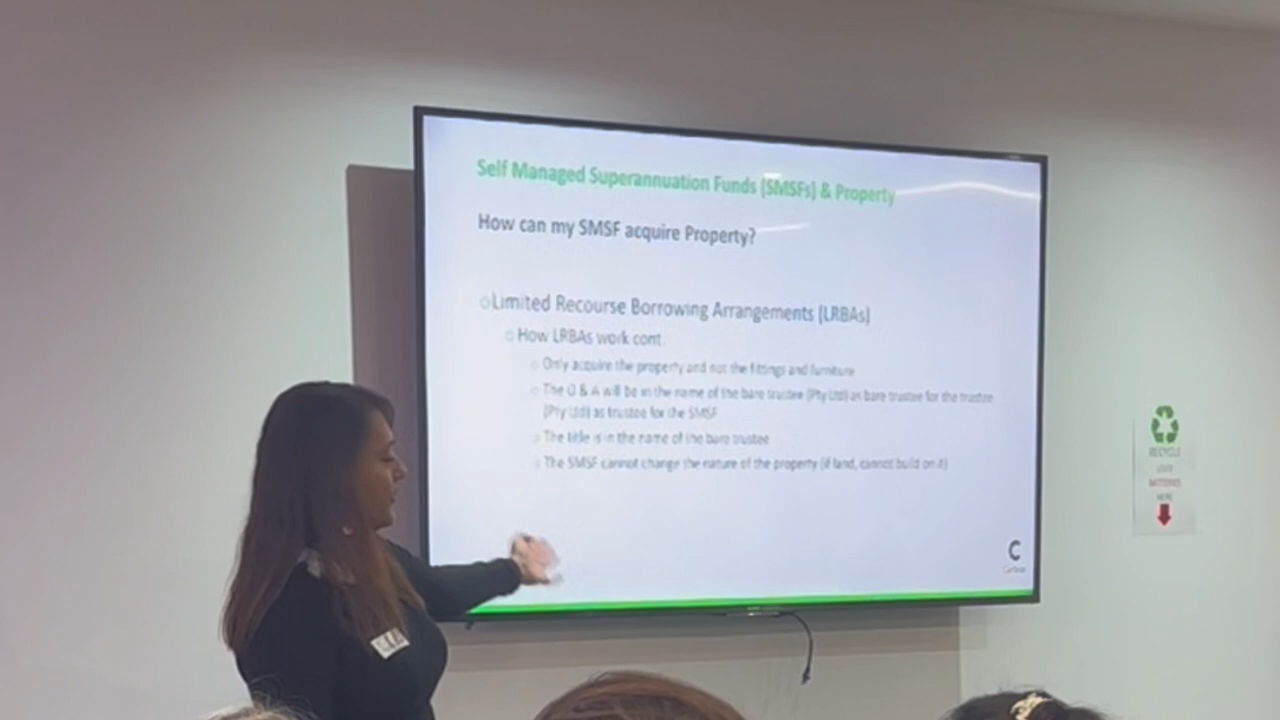 Self Managed Superannuation Funds (SMSFs) & Property
How can my SMSF acquire Property?
Limited Recourse Borrowing Arrangements (LRBAs)
How LRBAs work cont.
Only acquire the property and not the fittings and furniture
The O & A will be in the name of the bare trustee (Pty Ltd) as bare trustee for the trustee
(Pty Ltd) as trustee for the SMSF
The title is in the name of the bare trustee
The SMSF cannot change the nature of the property (if land, cannot build on it)
C
RECYCLE
USED
BATTERIES
HERE